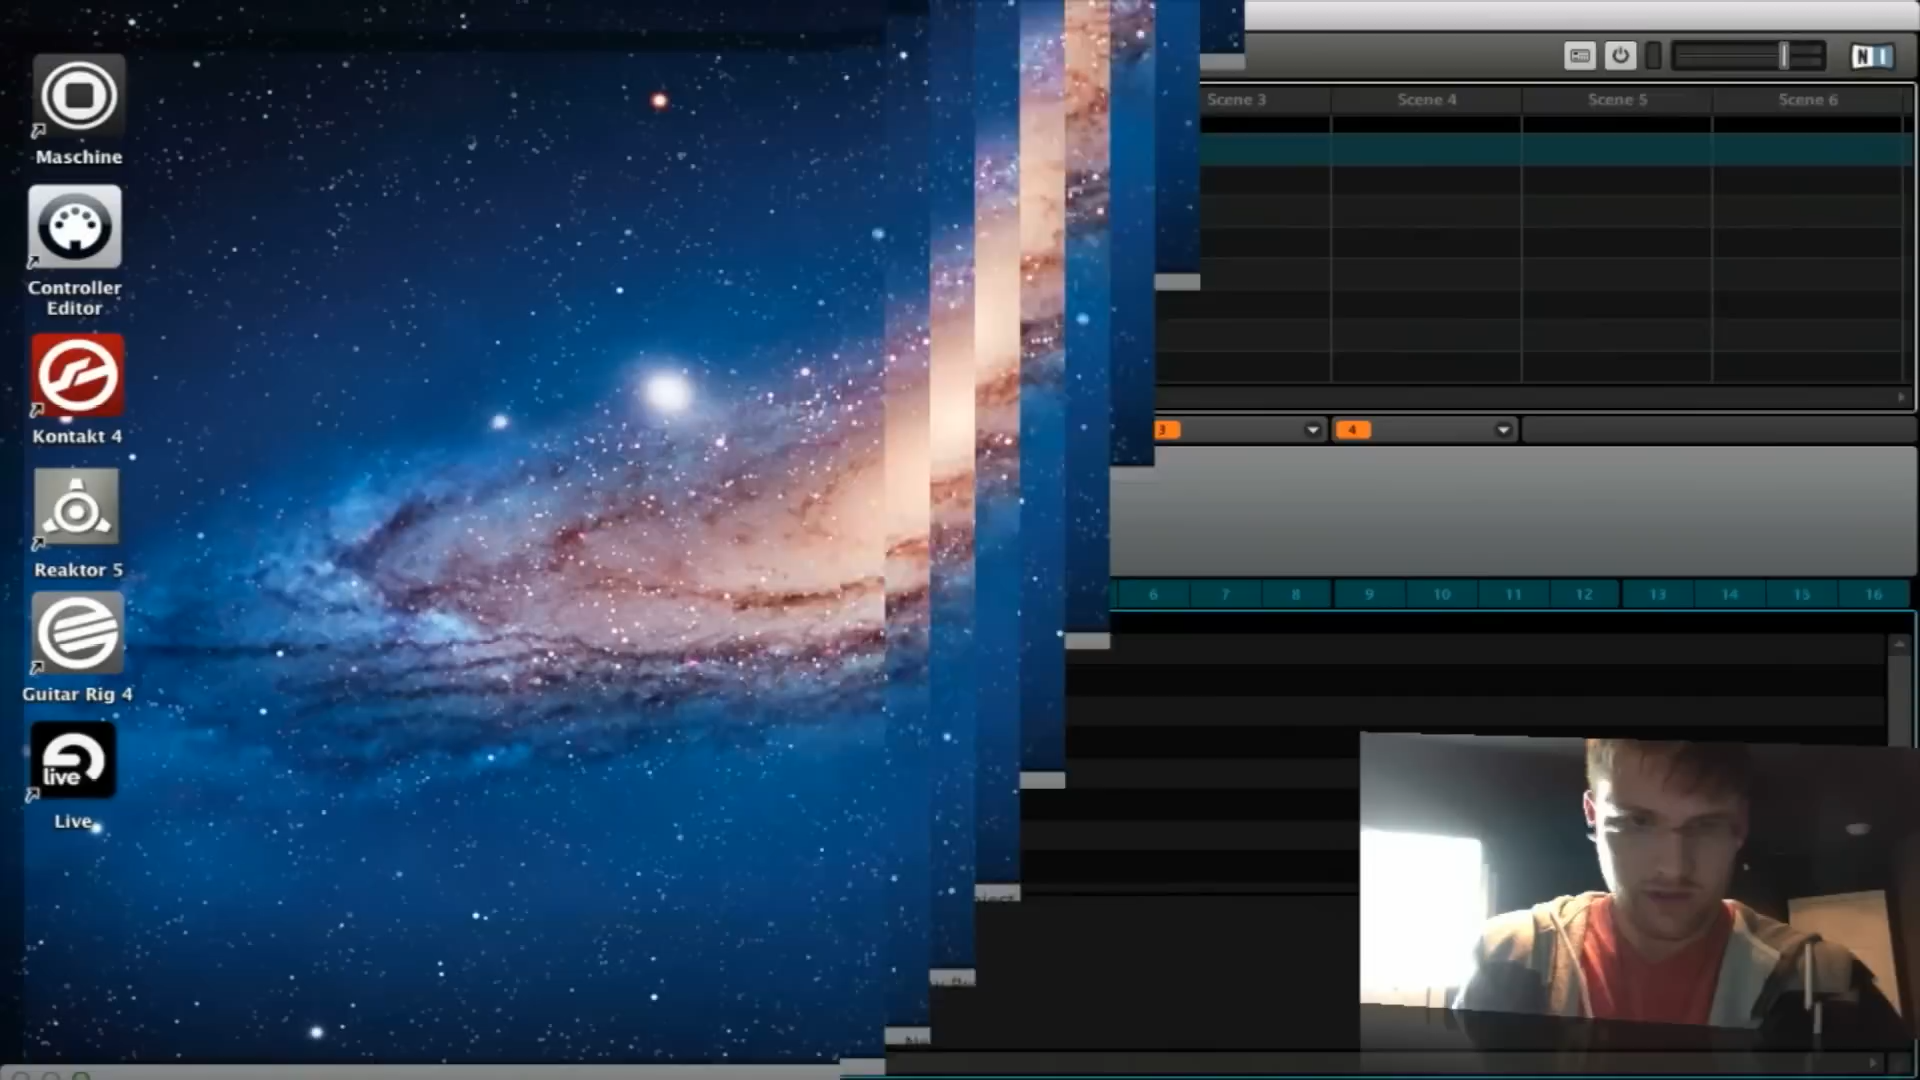 Maschine
Controller
Editor
Kontakt 4
Reaktor 5
Guitar Rig 4
live
Live
NI
Scene 3
Scene 4
Scene 5
Scene 6
3
4
6
7
8
9
10
11
12
13
14
15
16